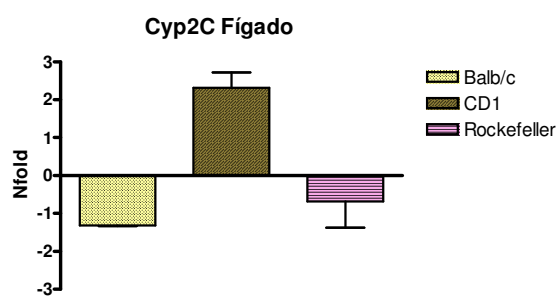 Cyp2C Fígado
Nfold
3
2
1
0
-1
-2
-3
Balb/c
CD1
Rockefeller